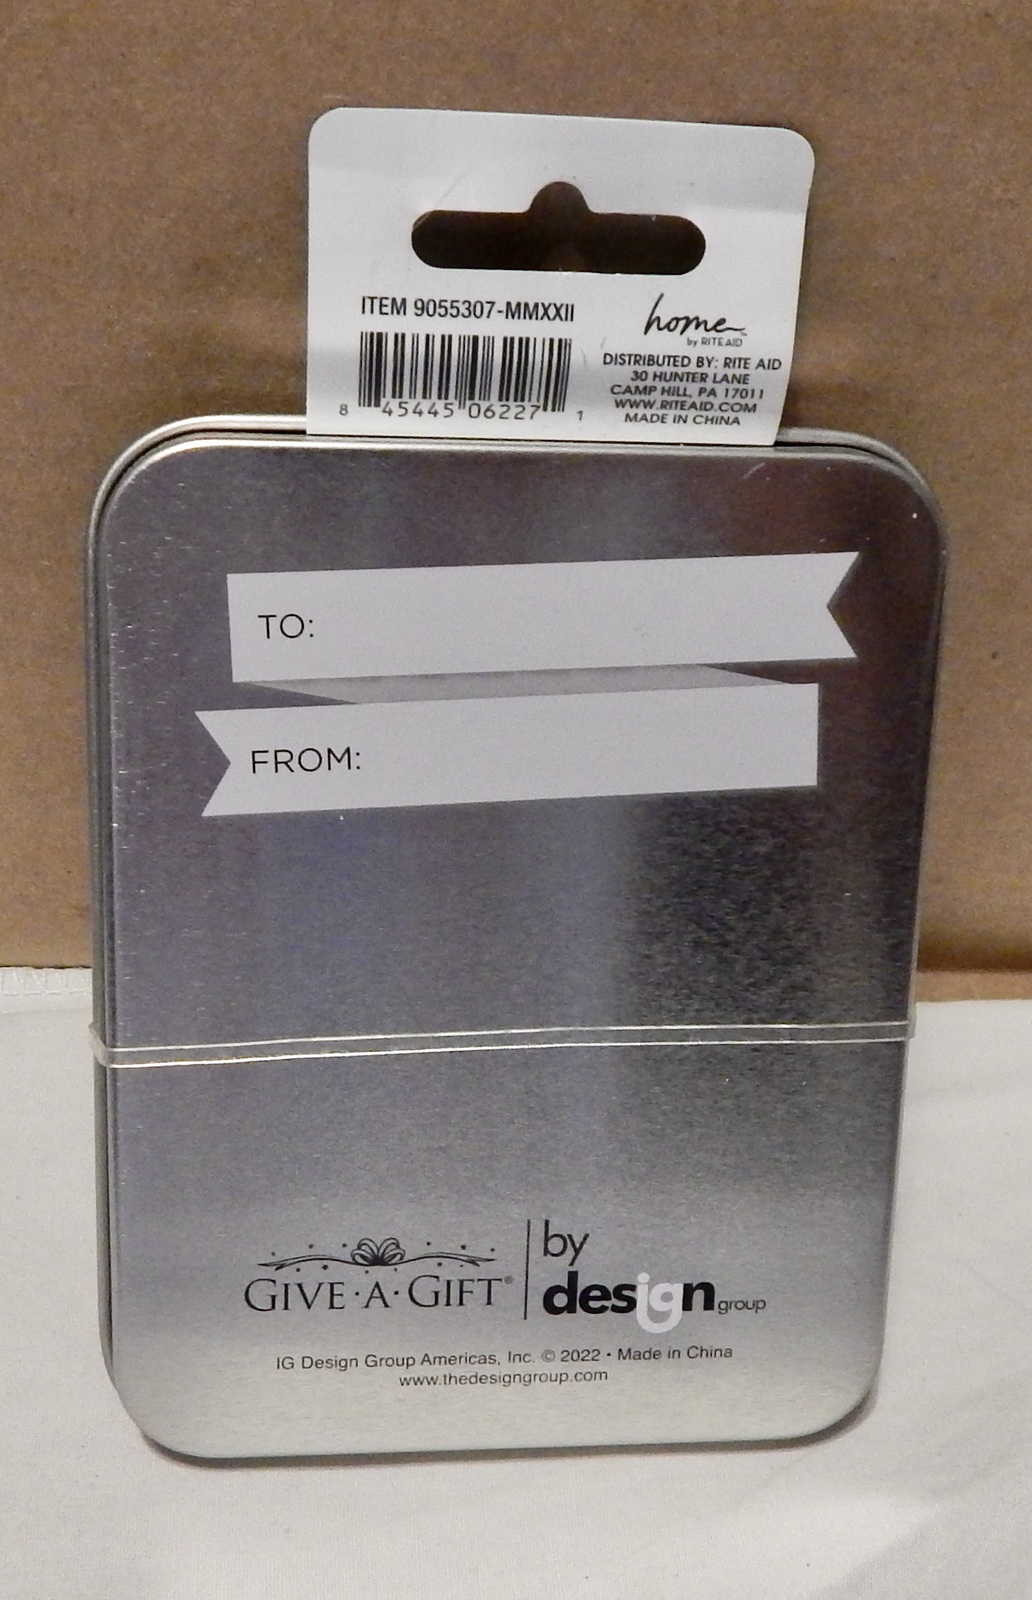 ITEM 9055307-MMXXII
8 45445 06227 1
home™
by RITE AID
DISTRIBUTED BY: RITE AID
30 HUNTER LANE
CAMP HILL, PA 17011
WWW.RITEAID.COM
MADE IN CHINA
TO:
FROM:
GIVE·A·GIFT®
by
design group
IG Design Group Americas, Inc. © 2022 • Made in China
www.thedesigngroup.com